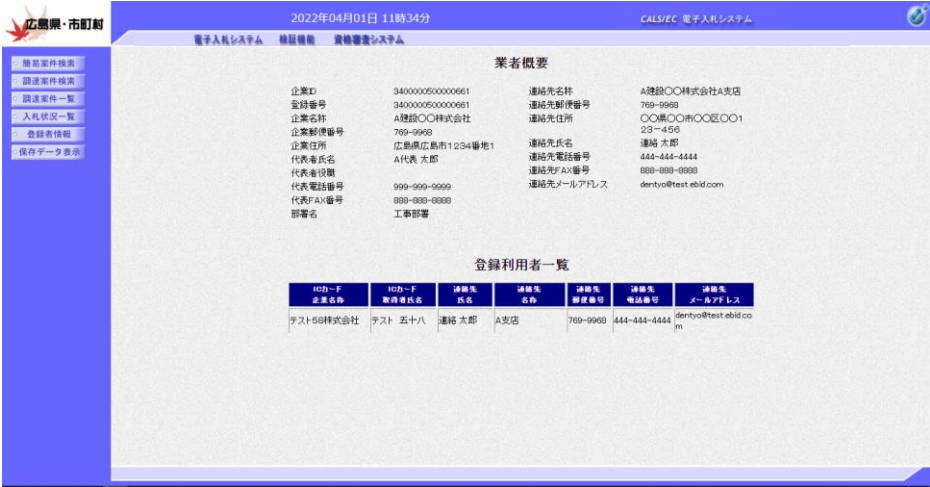 広島県・市町村
2022年04月01日 11時34分
CALS/EC 電子入札システム
電子入札システム 検証機能 資格審査システム
簡易案件検索
調達案件検索
調達案件一覧
入札状況一覧
登録者情報
保存データ表示
業者概要
企業ID 3400000500000661
登録番号 3400000500000661
企業名称 A建設〇〇株式会社
企業郵便番号 769-9968
企業住所 広島県広島市1234番地1
代表者氏名 A代表 太郎
代表者役職
代表電話番号 999-999-9999
代表FAX番号 888-888-8888
部署名 工事部署
連絡先名称 A建設〇〇株式会社A支店
連絡先郵便番号 769-9968
連絡先住所 〇〇県〇〇市〇〇区〇〇1
23-456
連絡先氏名 連絡 太郎
連絡先電話番号 444-444-4444
連絡先FAX番号 888-888-8888
連絡先メールアドレス dentyo@test.ebid.com
登録利用者一覧
ICカード 企業名称
ICカード 取得者氏名
連絡先 氏名
連絡先 名称
連絡先 郵便番号
連絡先 電話番号
連絡先 メールアドレス
テスト58株式会社 テスト 五十八 連絡 太郎 A支店 769-9968 444-444-4444 dentyo@test.ebid.co
m